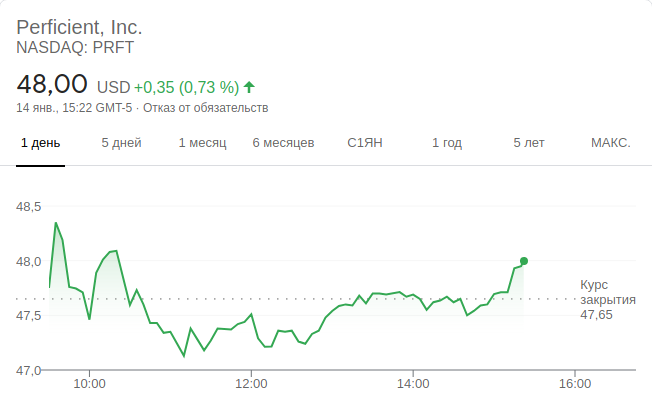 Perficient, Inc.
NASDAQ: PRFT
48,00 USD +0,35 (0,73 %)
14 янв., 15:22 GMT-5 · Отказ от обязательств
1 день 5 дней 1 месяц 6 месяцев С1ЯН 1 год 5 лет МАКС.
48,5
48,0
Курс
закрытия
47,65
47,5
47,0
10:00 12:00 14:00 16:00